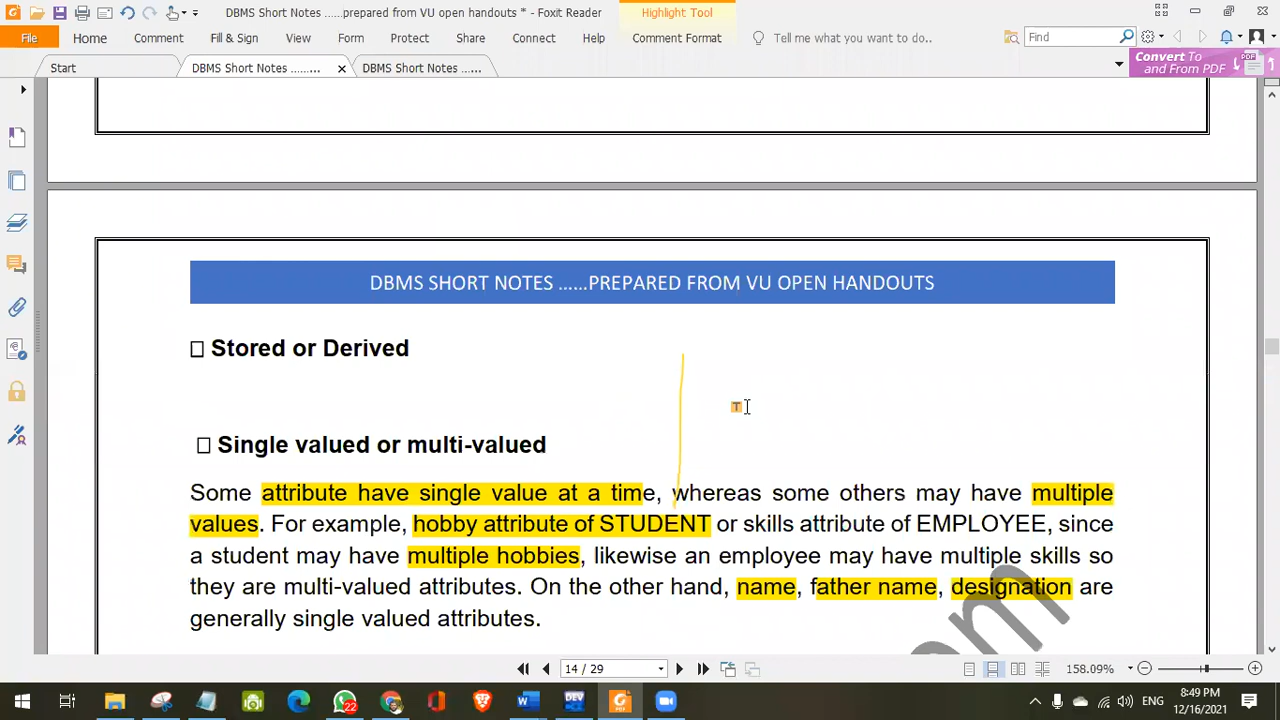 DBMS Short Notes ......prepared from VU open handouts * - Foxit Reader
Highlight Tool
File Home Comment Fill & Sign View Form Protect Share Connect Help Comment Format Tell me what you want to do.. Find
Start DBMS Short Notes ......... DBMS Short Notes ...... Convert To and From PDF
PDF
DBMS SHORT NOTES ......PREPARED FROM VU OPEN HANDOUTS
Stored or Derived
Single valued or multi-valued
Some attribute have single value at a time, whereas some others may have multiple
values. For example, hobby attribute of STUDENT or skills attribute of EMPLOYEE, since
a student may have multiple hobbies, likewise an employee may have multiple skills so
they are multi-valued attributes. On the other hand, name, father name, designation are
generally single valued attributes.
14 / 29 158.09%
22 DEV PDF ENG 8:49 PM
12/16/2021